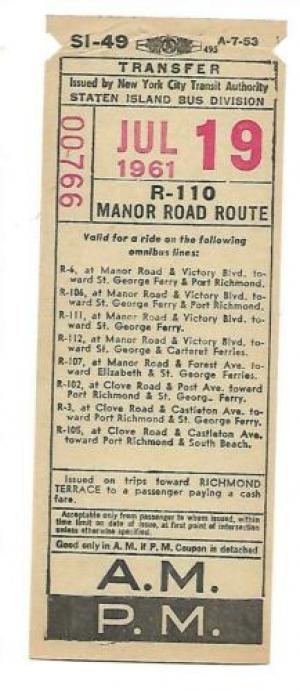 SI-49 495 A-7-53
TRANSFER
Issued by New York City Transit Authority
STATEN ISLAND BUS DIVISION
00766
JUL 19
1961
R-110
MANOR ROAD ROUTE
Valid for a ride on the following
omnibus lines:
R-6, at Manor Road & Victory Blvd. to-
ward St. George Ferry & Port Richmond.
R-106, at Manor Road & Victory Blvd. to-
ward St. George Ferry & Port Richmond.
R-111, at Manor Road & Victory Blvd. to-
ward St. George Ferry.
R-112, at Manor Road & Victory Blvd. to-
ward St. George & Carteret Ferries.
R-107, at Manor Road & Forest Ave. to-
ward Elizabeth & St. George Ferries.
R-102, at Clove Road & Post Ave. toward
Port Richmond & St. Georg Ferry.
R-3, at Clove Road & Castleton Ave. to-
ward Port Richmond & St. George Ferry.
R-105, at Clove Road & Castleton Ave.
toward Port Richmond & South Beach.
Issued on trips toward RICHMOND
TERRACE to a passenger paying a cash
fare.
Acceptable only from passenger to whom issued, within
time limit on date of issue, at first point of intersection
unless otherwise specified.
Good only in A.M. if P.M. Coupon is detached
A.M.
P.M.